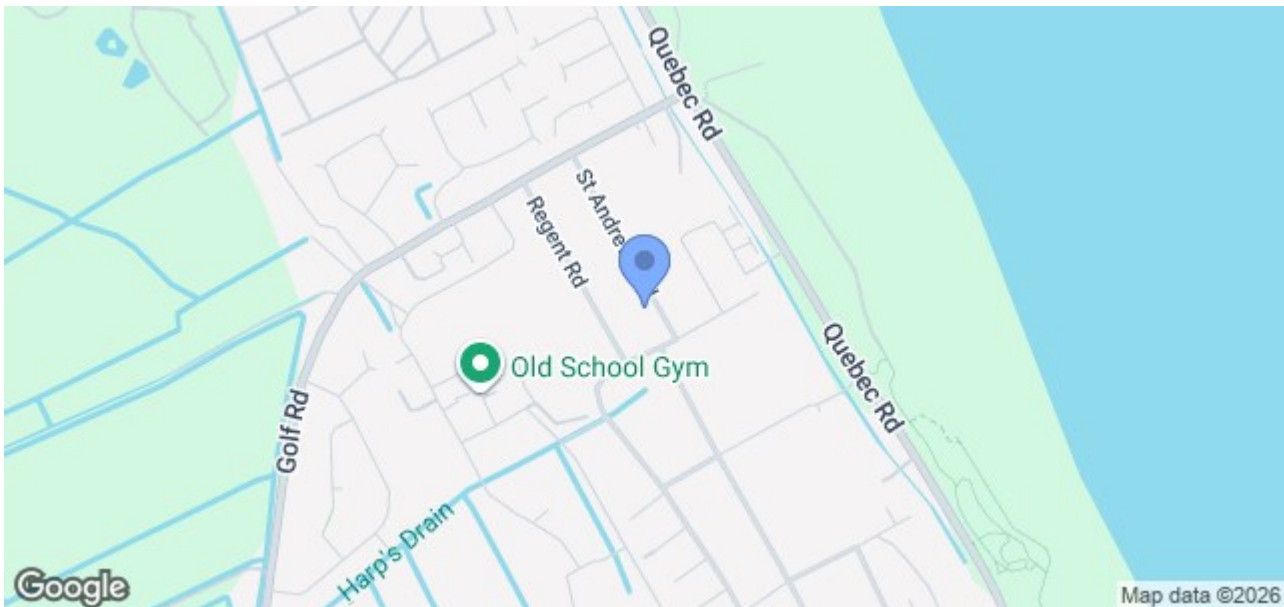 Quebec Rd
St Andre
Regent Rd
Old School Gym
Quebec Rd
Golf Rd
Harp's Drain
Google
Map data ©2026